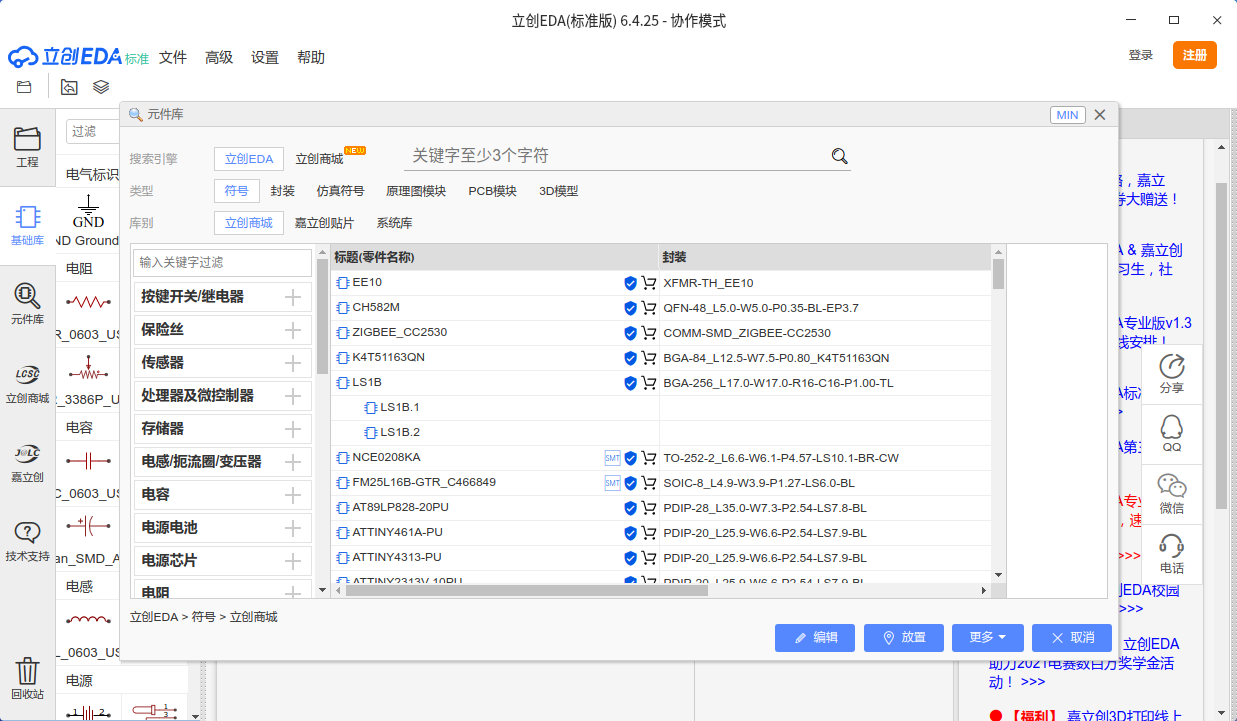 立创EDA(标准版) 6.4.25 - 协作模式
立创EDA 标准 文件 高级 设置 帮助 登录 注册
元件库 MIN
工程
基础库
元件库
立创商城
嘉立创
技术支持
回收站
过滤
电气标识
GND
ND Ground
电阻
R_0603_US
_3386P_U
电容
C_0603_US
an_SMD_A
电感
L_0603_US
电源
1 2
1
3
搜索引擎 立创EDA 立创商城 NEW 关键字至少3个字符
类型 符号 封装 仿真符号 原理图模块 PCB模块 3D模型
库别 立创商城 嘉立创贴片 系统库
输入关键字过滤
按键开关/继电器
保险丝
传感器
处理器及微控制器
存储器
电感/扼流圈/变压器
电容
电源电池
电源芯片
电阻
标题(零件名称) 封装
EE10 XFMR-TH_EE10
CH582M QFN-48_L5.0-W5.0-P0.35-BL-EP3.7
ZIGBEE_CC2530 COMM-SMD_ZIGBEE-CC2530
K4T51163QN BGA-84_L12.5-W7.5-P0.80_K4T51163QN
LS1B BGA-256_L17.0-W17.0-R16-C16-P1.00-TL
LS1B.1
LS1B.2
NCE0208KA SMT TO-252-2_L6.6-W6.1-P4.57-LS10.1-BR-CW
FM25L16B-GTR_C466849 SMT SOIC-8_L4.9-W3.9-P1.27-LS6.0-BL
AT89LP828-20PU PDIP-28_L35.0-W7.3-P2.54-LS7.8-BL
ATTINY461A-PU PDIP-20_L25.9-W6.6-P2.54-LS7.9-BL
ATTINY4313-PU PDIP-20_L25.9-W6.6-P2.54-LS7.9-BL
ATTINY2313V-10PU PDIP-20_L25.9-W6.6-P2.54-LS7.9-BL
立创EDA > 符号 > 立创商城
编辑 放置 更多 取消
，嘉立
券大赠送！
A & 嘉立创
习生，社
A专业版v1.3
线安排！
A标
>
A第三
A专
，速
>>>
创EDA校园
>>>
立创EDA
助力2021电赛数百万奖学金活
动！ >>>
【福利】 嘉立创3D打印线上
分享
QQ
微信
电话